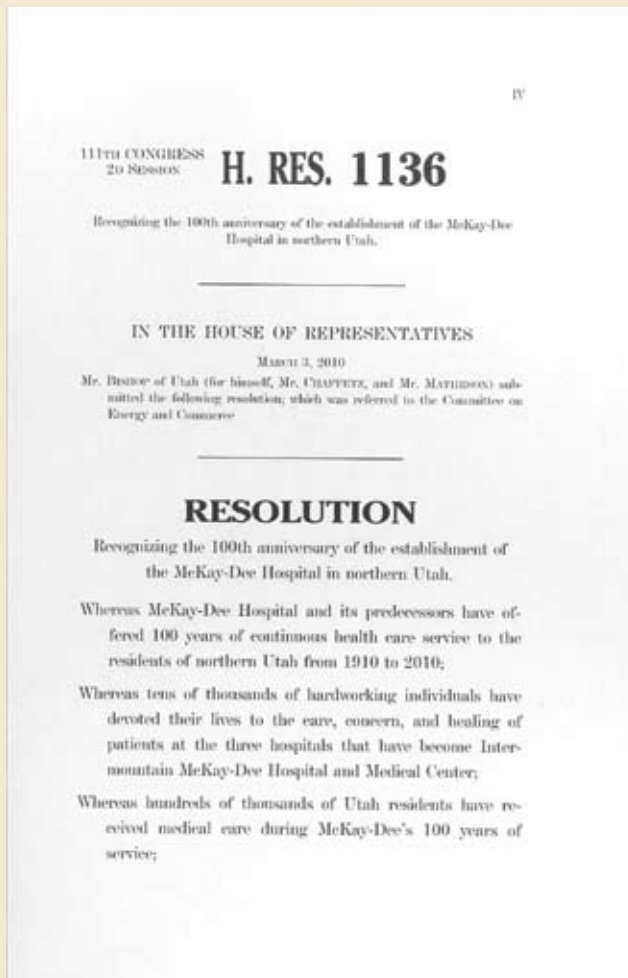 IV
111TH CONGRESS
2D SESSION
H. RES. 1136
Recognizing the 100th anniversary of the establishment of the McKay-Dee
Hospital in northern Utah.
IN THE HOUSE OF REPRESENTATIVES
MARCH 3, 2010
Mr. BISHOP of Utah (for himself, Mr. CHAFFETZ, and Mr. MATHESON) sub-
mitted the following resolution; which was referred to the Committee on
Energy and Commerce
RESOLUTION
Recognizing the 100th anniversary of the establishment of
the McKay-Dee Hospital in northern Utah.
Whereas McKay-Dee Hospital and its predecessors have of-
fered 100 years of continuous health care service to the
residents of northern Utah from 1910 to 2010;
Whereas tens of thousands of hardworking individuals have
devoted their lives to the care, concern, and healing of
patients at the three hospitals that have become Inter-
mountain McKay-Dee Hospital and Medical Center;
Whereas hundreds of thousands of Utah residents have re-
ceived medical care during McKay-Dee's 100 years of
service;